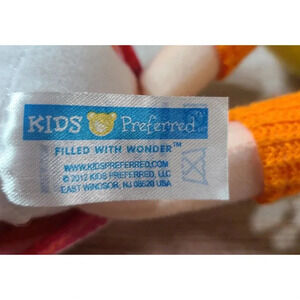 KIDS Preferred
FILLED WITH WONDER™
WWW.KIDSPREFERRED.COM
© 2012 KIDS PREFERRED, LLC
EAST WINDSOR, NJ 08520 USA